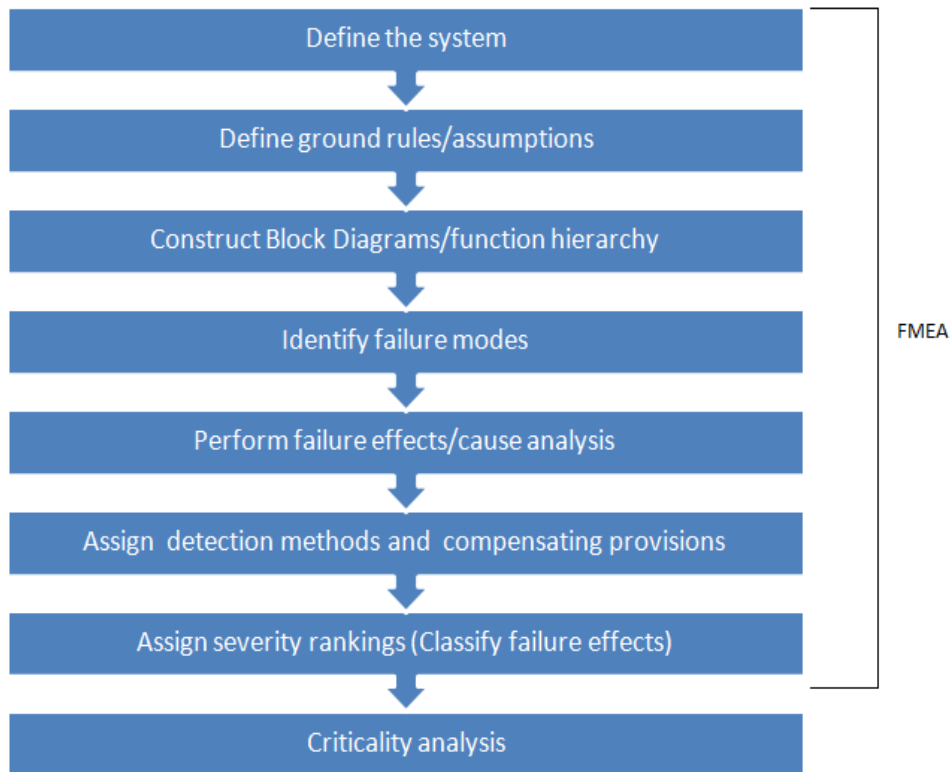 Define the system
Define ground rules/assumptions
Construct Block Diagrams/function hierarchy
Identify failure modes
FMEA
Perform failure effects/cause analysis
Assign detection methods and compensating provisions
Assign severity rankings (Classify failure effects)
Criticality analysis